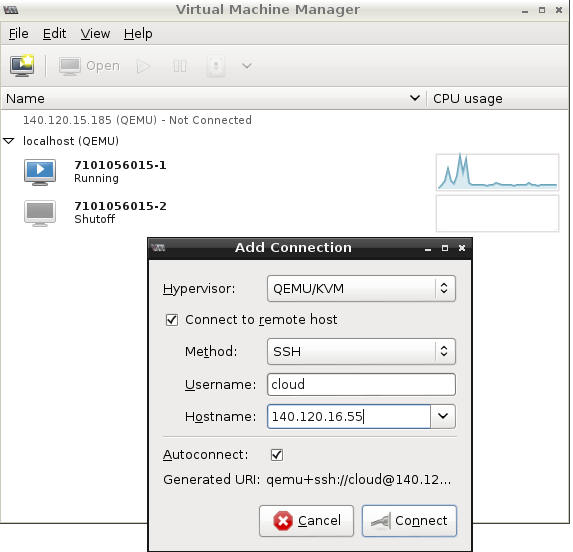 Virtual Machine Manager
File Edit View Help
Open
Name CPU usage
140.120.15.185 (QEMU) - Not Connected
localhost (QEMU)
7101056015-1
Running
7101056015-2
Shutoff
Add Connection
Hypervisor: QEMU/KVM
Connect to remote host
Method: SSH
Username: cloud
Hostname: 140.120.16.55
Autoconnect:
Generated URI: qemu+ssh://cloud@140.12...
Cancel Connect